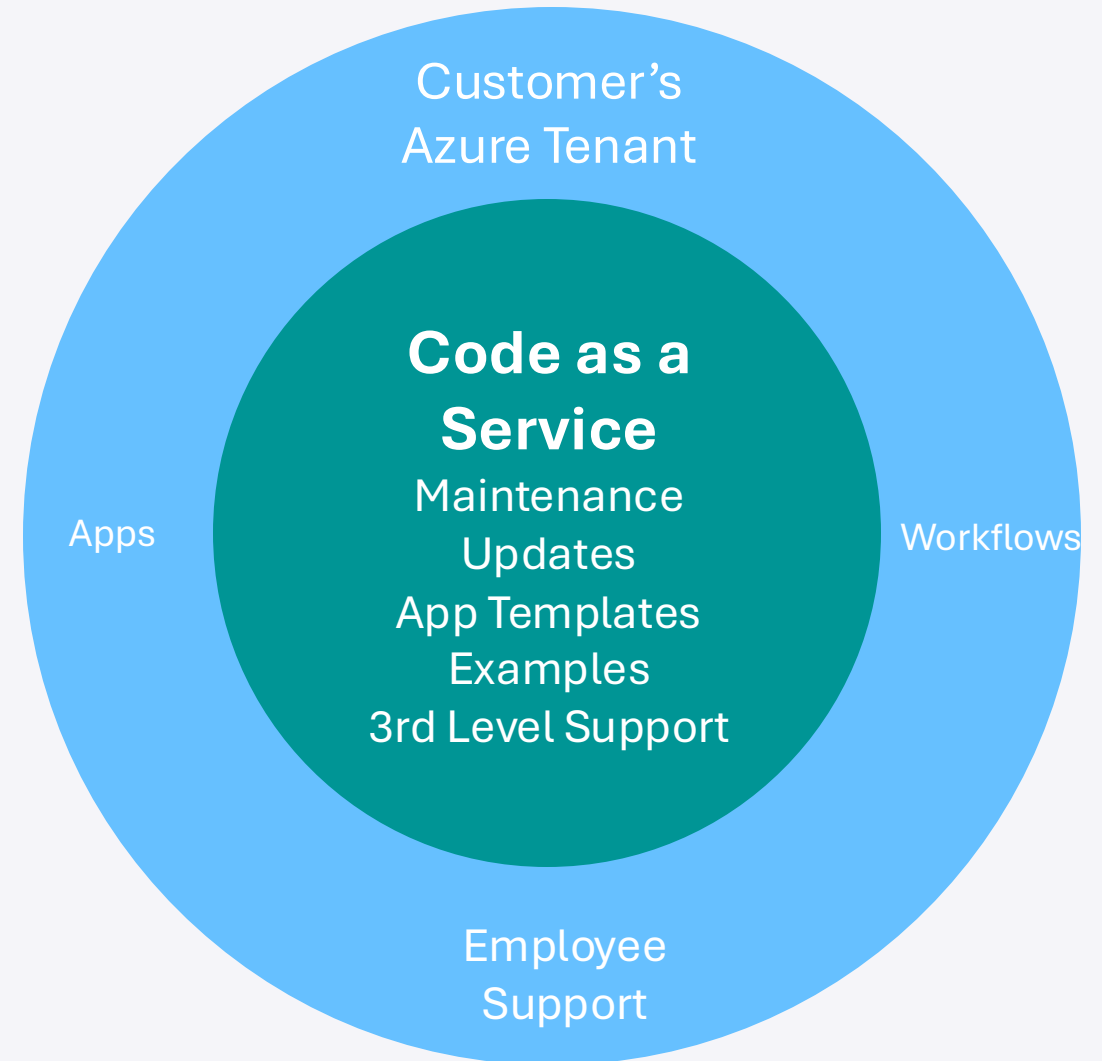 Customer’s
Azure Tenant
Code as a
Service
Maintenance
Updates
Apps
Workflows
App Templates
Examples
3rd Level Support
Employee
Support